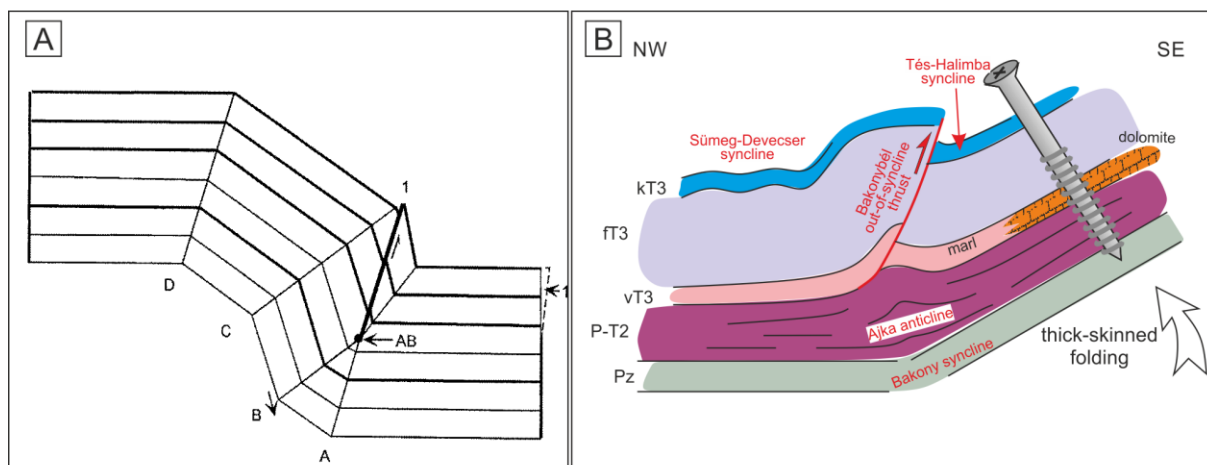 A
1
1
D
C
AB
B
A
B
NW
SE
Tés-Halimba
syncline
Sümeg-Devecser
syncline
dolomite
kT3
Bakonybél
out-of-syncline
thrust
fT3
marl
vT3
P-T2
Ajka anticline
thick-skinned
folding
Bakony syncline
Pz